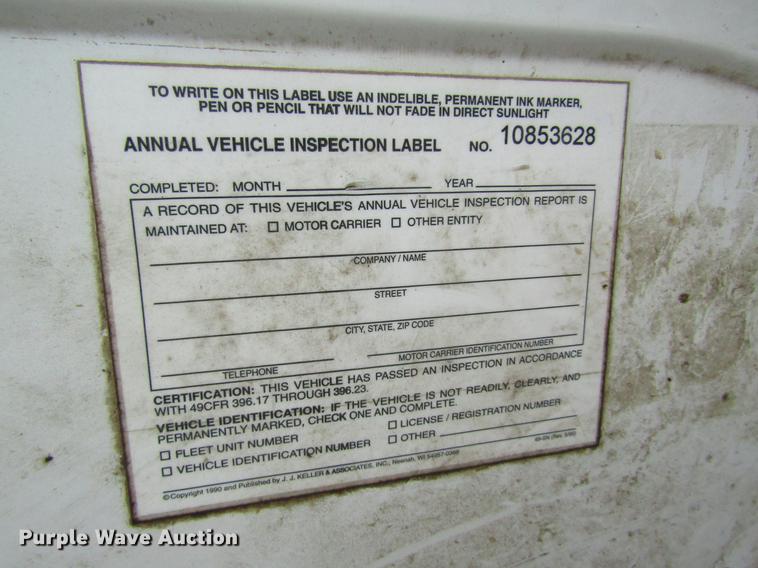 TO WRITE ON THIS LABEL USE AN INDELIBLE, PERMANENT INK MARKER,
PEN OR PENCIL THAT WILL NOT FADE IN DIRECT SUNLIGHT
ANNUAL VEHICLE INSPECTION LABEL NO. 10853628
COMPLETED: MONTH YEAR
A RECORD OF THIS VEHICLE'S ANNUAL VEHICLE INSPECTION REPORT IS
MAINTAINED AT: ☐ MOTOR CARRIER ☐ OTHER ENTITY
COMPANY / NAME
STREET
CITY, STATE, ZIP CODE
TELEPHONE MOTOR CARRIER IDENTIFICATION NUMBER
CERTIFICATION: THIS VEHICLE HAS PASSED AN INSPECTION IN ACCORDANCE
WITH 49CFR 396.17 THROUGH 396.23.
VEHICLE IDENTIFICATION: IF THE VEHICLE IS NOT READILY, CLEARLY, AND
PERMANENTLY MARKED, CHECK ONE AND COMPLETE.
☐ FLEET UNIT NUMBER ☐ LICENSE / REGISTRATION NUMBER
☐ VEHICLE IDENTIFICATION NUMBER ☐ OTHER
©Copyright 1990 and Published by J. J. KELLER & ASSOCIATES, INC., Neenah, WI 54957-0368
Purple Wave Auction